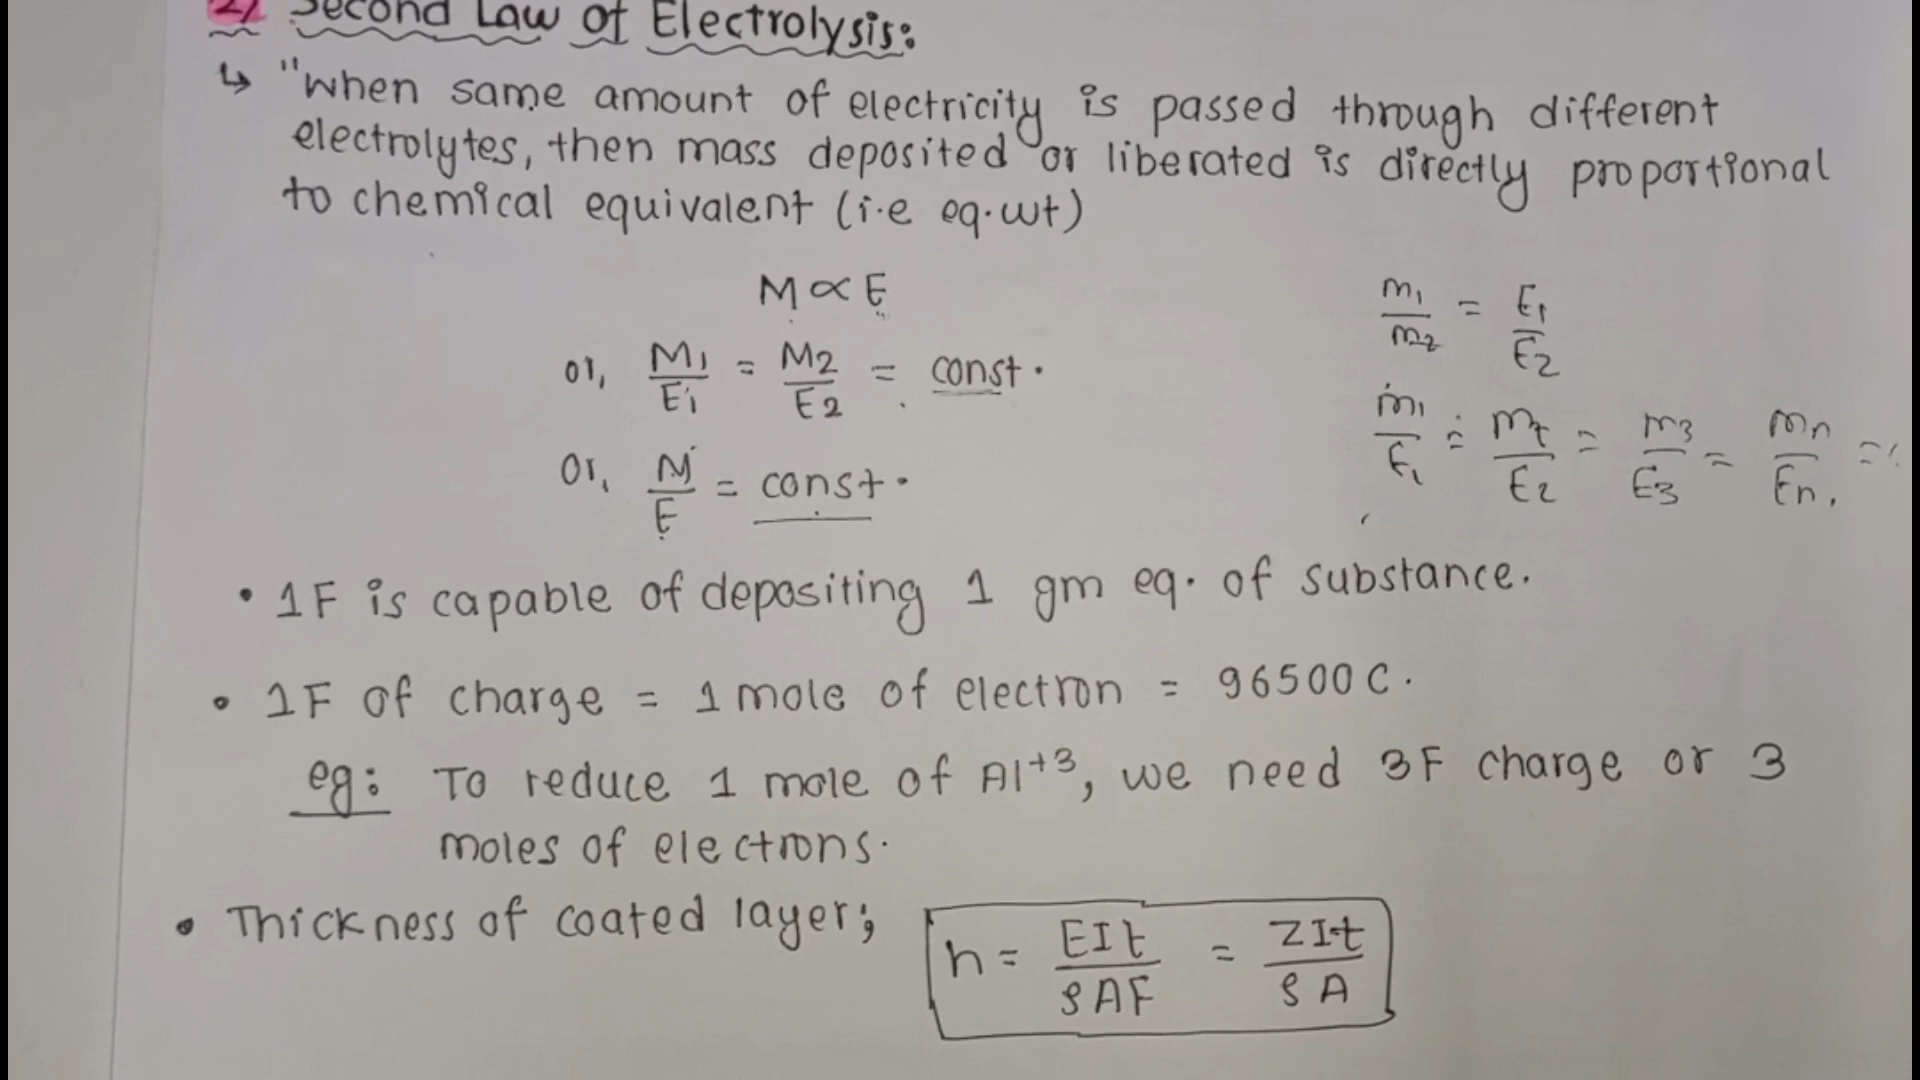 2) Second Law of Electrolysis:
↳ "When same amount of electricity is passed through different
electrolytes, then mass deposited or liberated is directly proportional
to chemical equivalent (i.e eq.wt)
M ∝ E
or, M1/E1 = M2/E2 = const.
Or, M/E = const.
m1/m2 = E1/E2
m1/E1 = m2/E2 = m3/E3 = mn/En. =
• 1F is capable of depositing 1 gm eq. of substance.
• 1F of charge = 1 mole of electron = 96500 C.
eg: To reduce 1 mole of Al+3, we need 3F charge or 3
moles of electrons.
• Thickness of coated layer; h = EIt/ρAF = ZIt/ρA